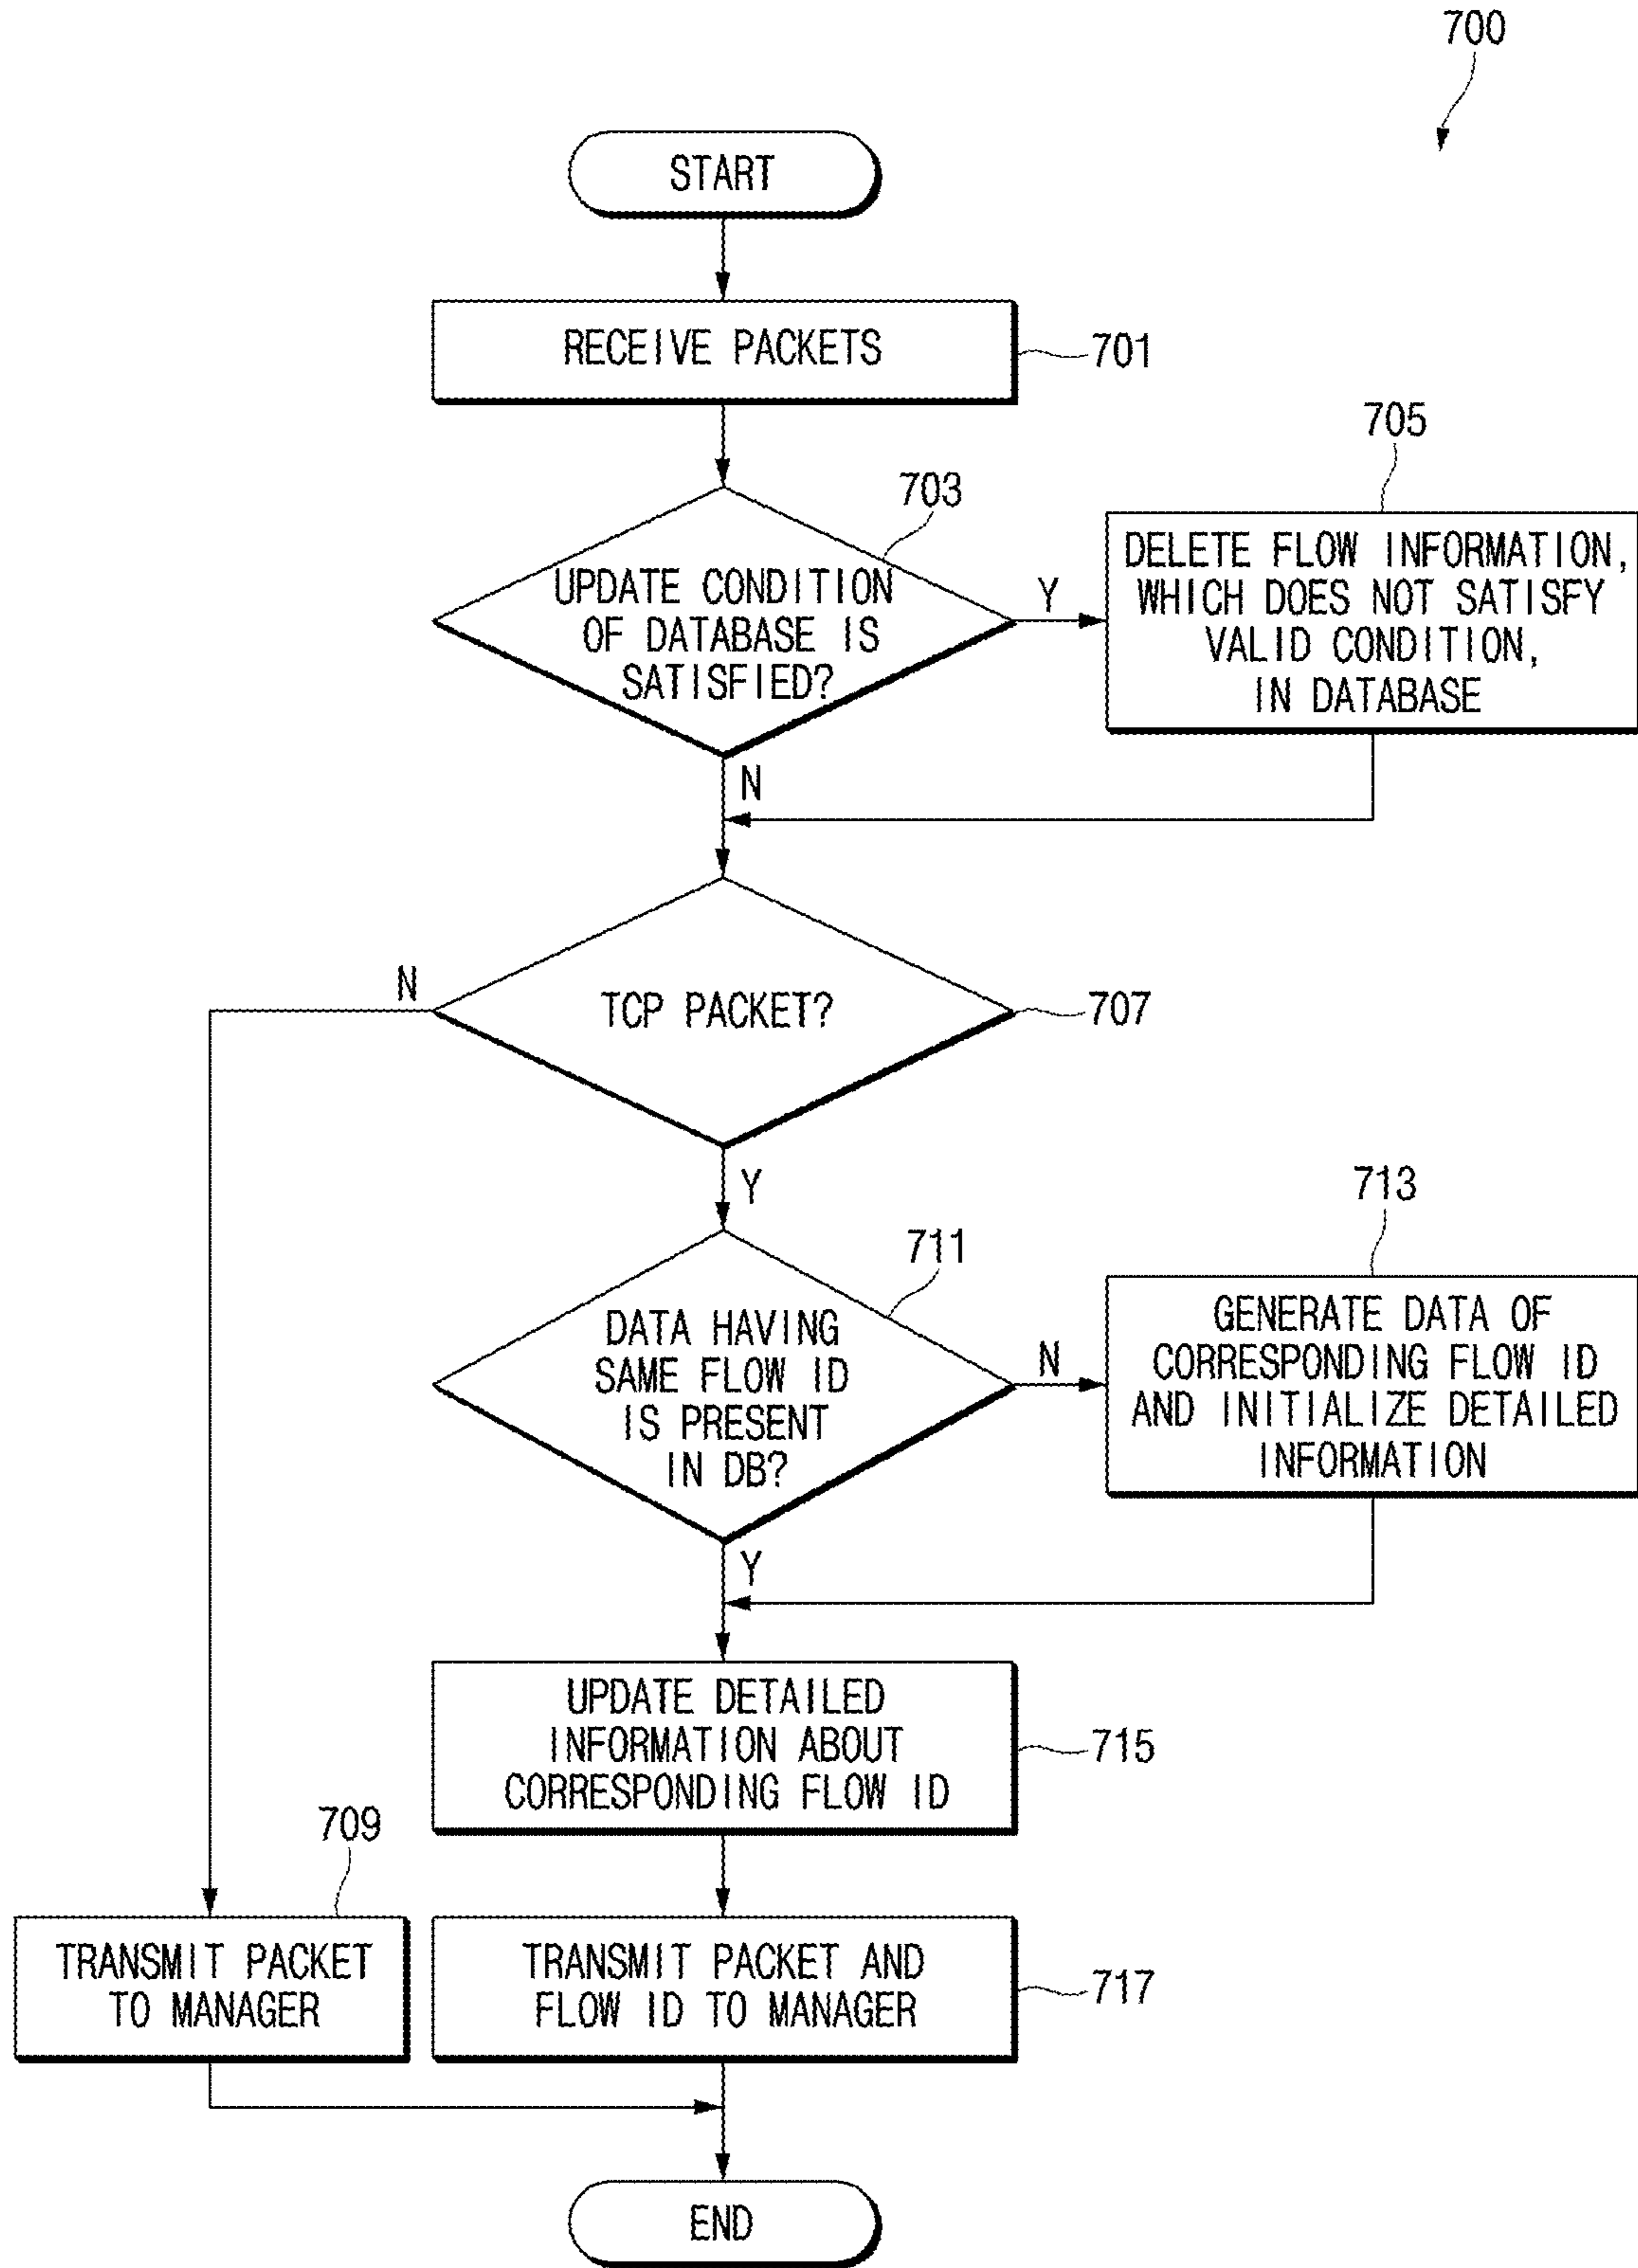 700
START
RECEIVE PACKETS
701
703
UPDATE CONDITION
OF DATABASE IS
SATISFIED?
Y
N
705
DELETE FLOW INFORMATION,
WHICH DOES NOT SATISFY
VALID CONDITION,
IN DATABASE
TCP PACKET?
707
N
Y
711
DATA HAVING
SAME FLOW ID
IS PRESENT
IN DB?
N
Y
713
GENERATE DATA OF
CORRESPONDING FLOW ID
AND INITIALIZE DETAILED
INFORMATION
UPDATE DETAILED
INFORMATION ABOUT
CORRESPONDING FLOW ID
715
709
TRANSMIT PACKET
TO MANAGER
TRANSMIT PACKET AND
FLOW ID TO MANAGER
717
END